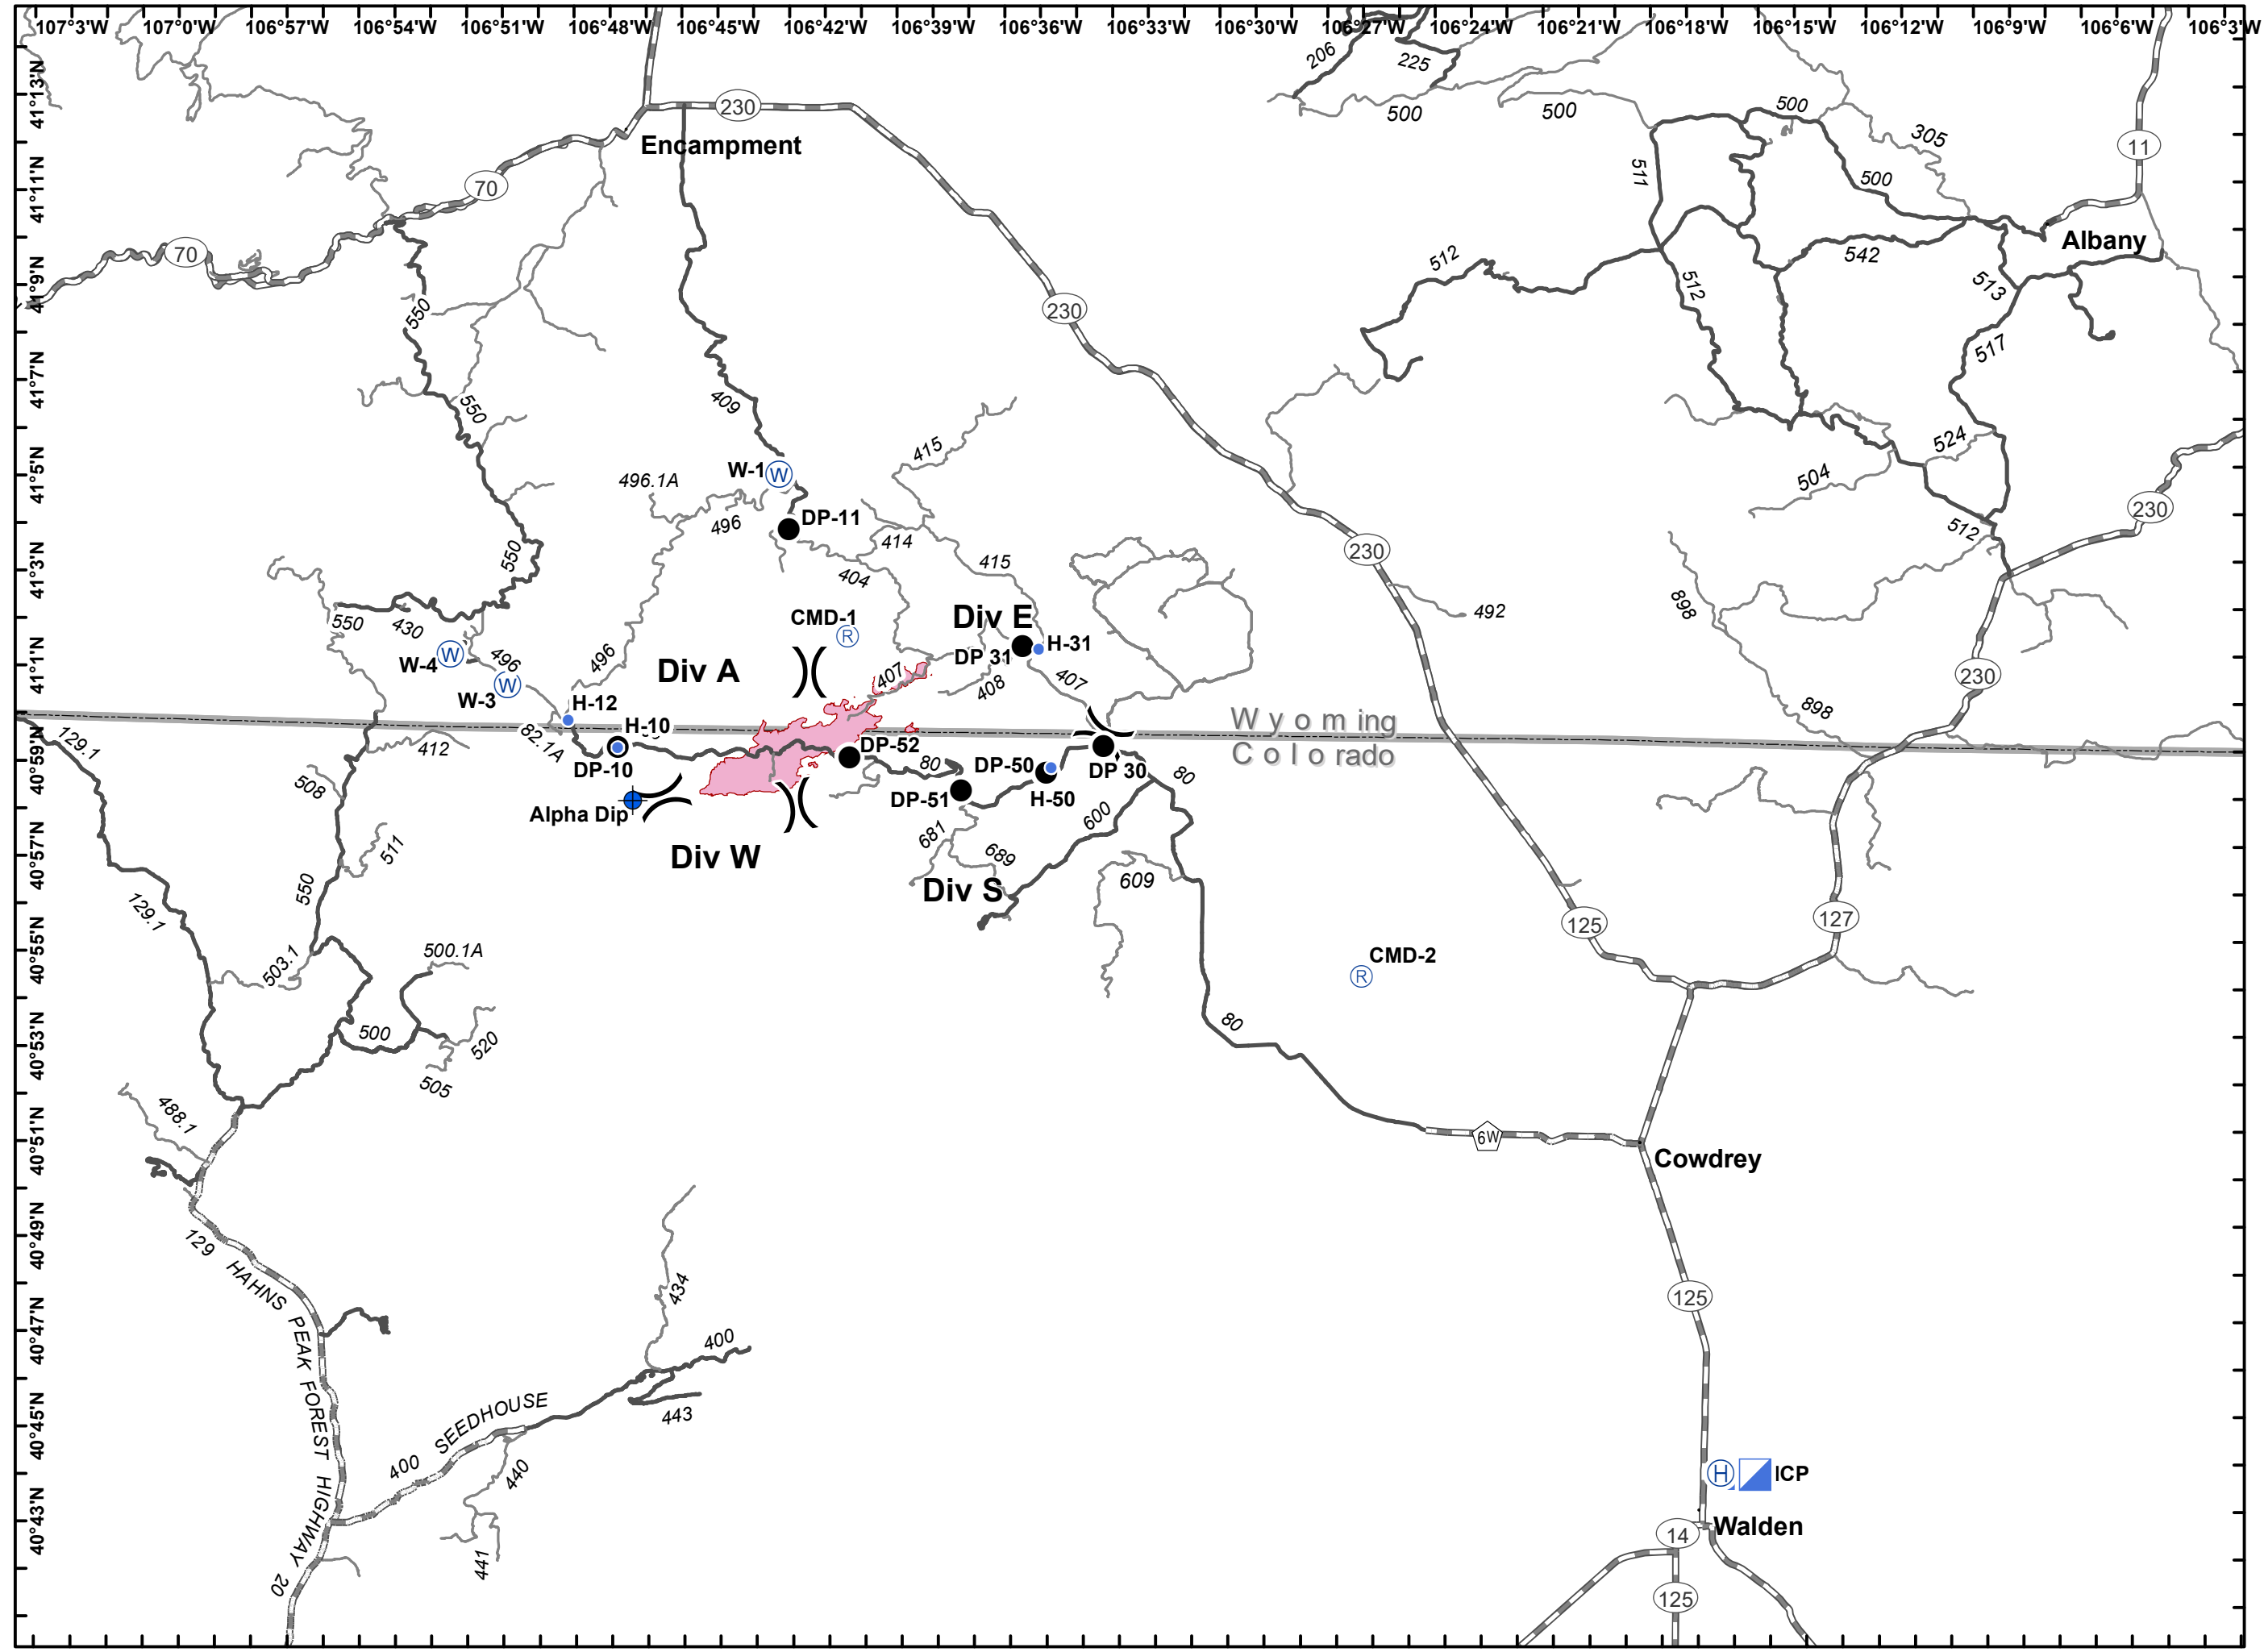 107°3'W 107°0'W 106°57'W 106°54'W 106°51'W 106°48'W 106°45'W 106°42'W 106°39'W 106°36'W 106°33'W 106°30'W 106°27'W 106°24'W 106°21'W 106°18'W 106°15'W 106°12'W 106°9'W 106°6'W 106°3'W
41°13'N
41°11'N
41°9'N
41°7'N
41°5'N
41°3'N
41°1'N
40°59'N
40°57'N
40°55'N
40°53'N
40°51'N
40°49'N
40°47'N
40°45'N
40°43'N
206
225
500
500
500
305
11
230
Encampment
70
511
500
Albany
70
542
512
512
513
550
230
517
409
550
415
524
W-1
W
496.1A
504
496
DP-11
230
414
512
550
230
415
404
CMD-1
R
Div E
492
898
550
430
W
W-4
496
496
Div A
DP 31
H-31
407
408
407
230
W
W-3
H-12
H-10
898
Wyoming
Colorado
129.1
412
82.1A
DP-10
DP-52
80
DP-50
DP 30
80
508
Alpha Dip
DP-51
H-50
600
511
Div W
681
689
Div S
609
550
129.1
125
127
500.1A
503.1
CMD-2
R
500
520
80
505
488.1
6W
Cowdrey
129
HAHNS PEAK FOREST HIGHWAY
434
125
400
443
SEEDHOUSE
400
440
H
ICP
441
14
Walden
20
125